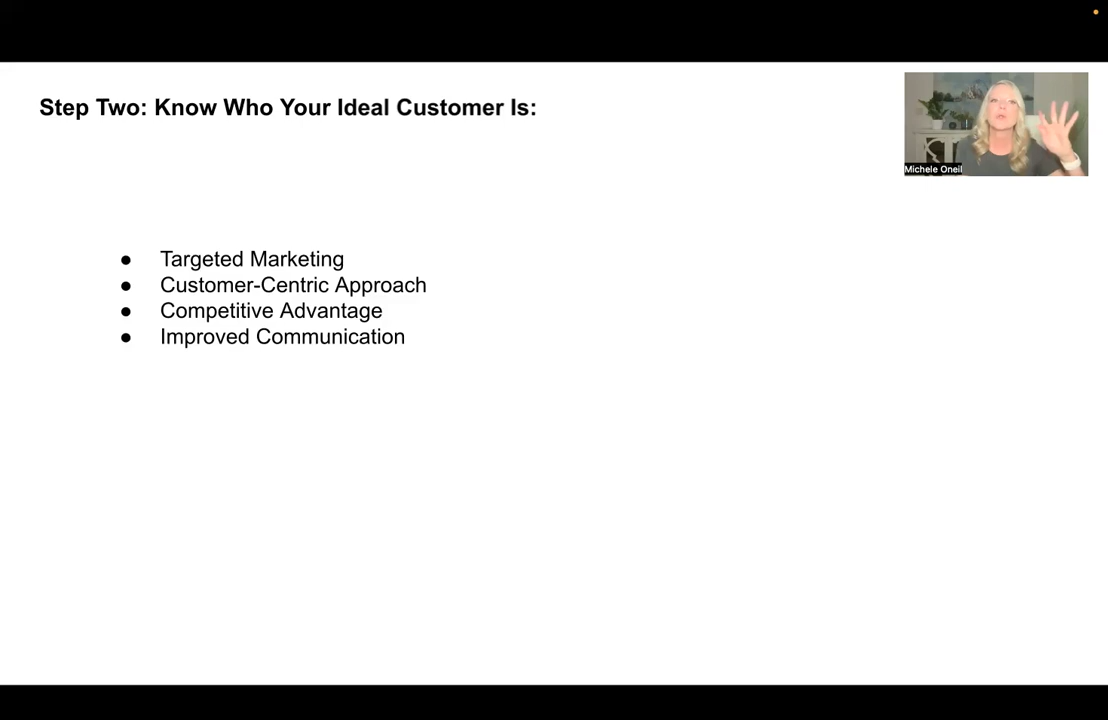 Step Two: Know Who Your Ideal Customer Is:
Michele Oneil
● Targeted Marketing
● Customer-Centric Approach
● Competitive Advantage
● Improved Communication